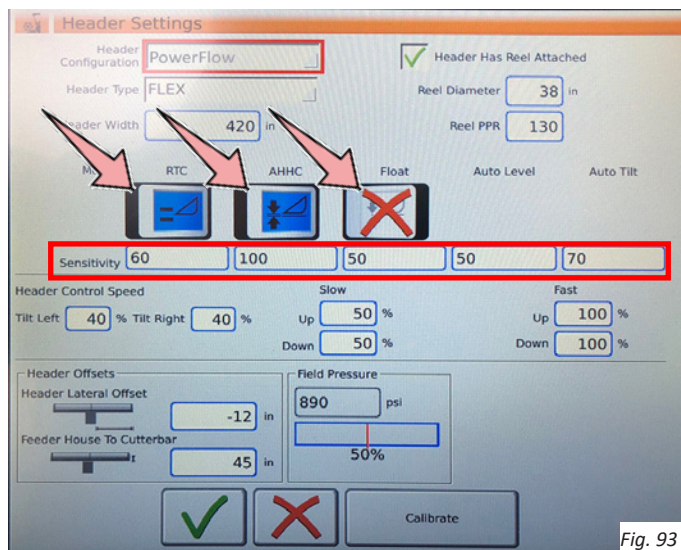 Header Settings
Header Configuration PowerFlow
Header Has Reel Attached
Header Type FLEX
Reel Diameter 38 in
Header Width 420 in
Reel PPR 130
RTC AHHC Float Auto Level Auto Tilt
Sensitivity 60 100 50 50 70
Header Control Speed Slow Fast
Tilt Left 40 % Tilt Right 40 % Up 50 % Up 100 %
Down 50 % Down 100 %
Header Offsets
Field Pressure
Header Lateral Offset
890 psi
-12 in
Feeder House To Cutterbar
50%
45 in
Calibrate
Fig. 93